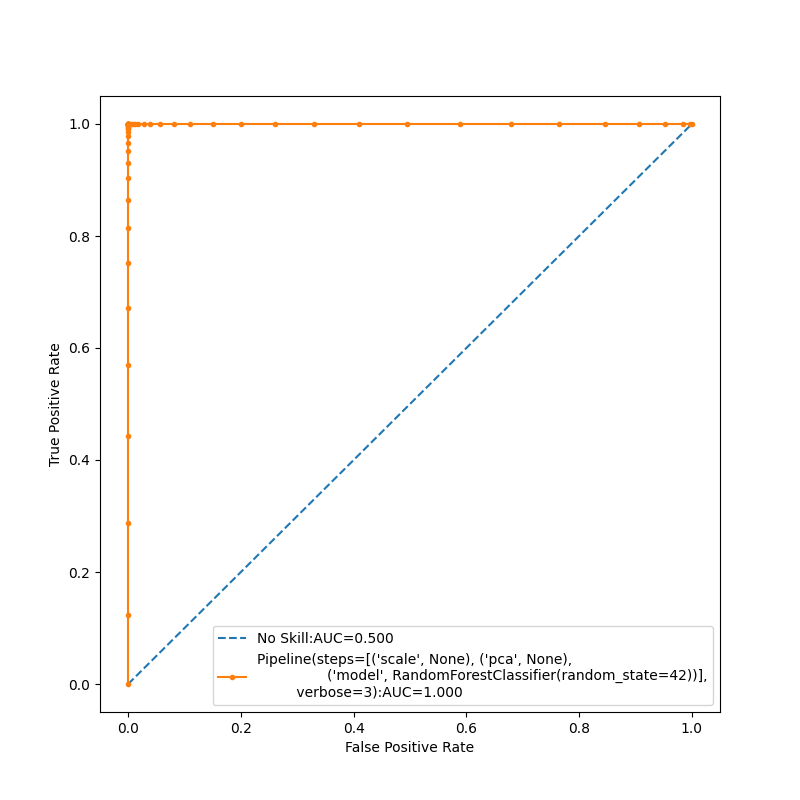 1.0
0.8
0.6
0.4
0.2
0.0
True Positive Rate
No Skill:AUC=0.500
Pipeline(steps=[('scale', None), ('pca', None),
('model', RandomForestClassifier(random_state=42))],
verbose=3):AUC=1.000
0.0 0.2 0.4 0.6 0.8 1.0
False Positive Rate